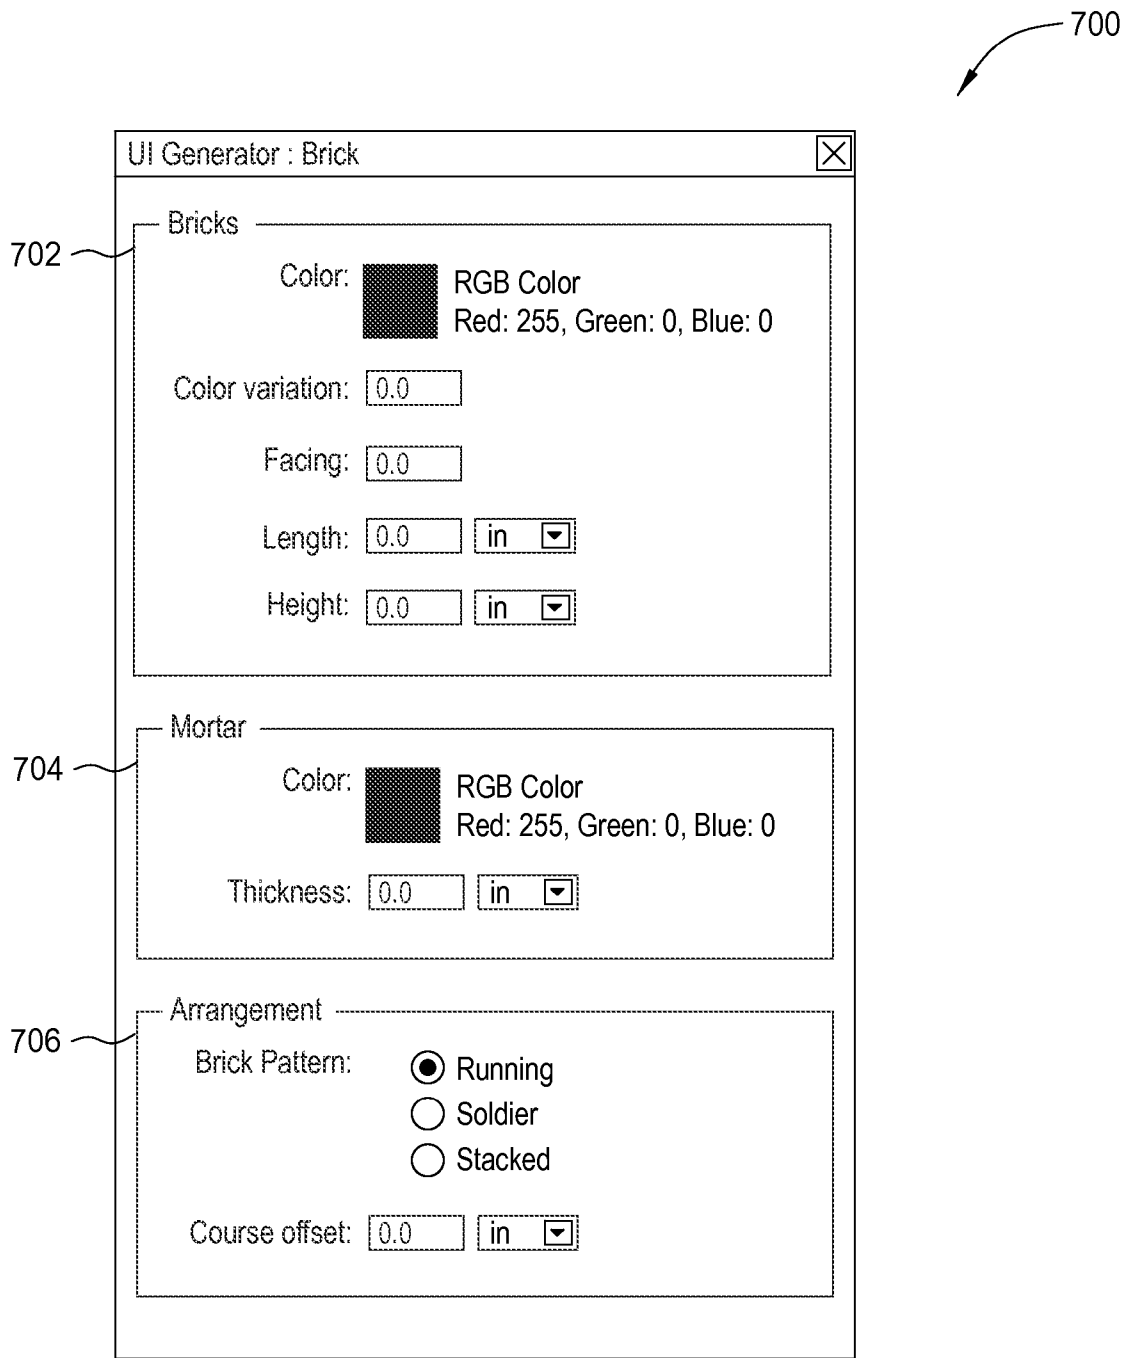 700
UI Generator : Brick
Bricks
702
Color:
RGB Color
Red: 255, Green: 0, Blue: 0
Color variation: 0.0
Facing: 0.0
Length: 0.0 in
Height: 0.0 in
Mortar
704
Color:
RGB Color
Red: 255, Green: 0, Blue: 0
Thickness: 0.0 in
Arrangement
706
Brick Pattern: Running
Soldier
Stacked
Course offset: 0.0 in